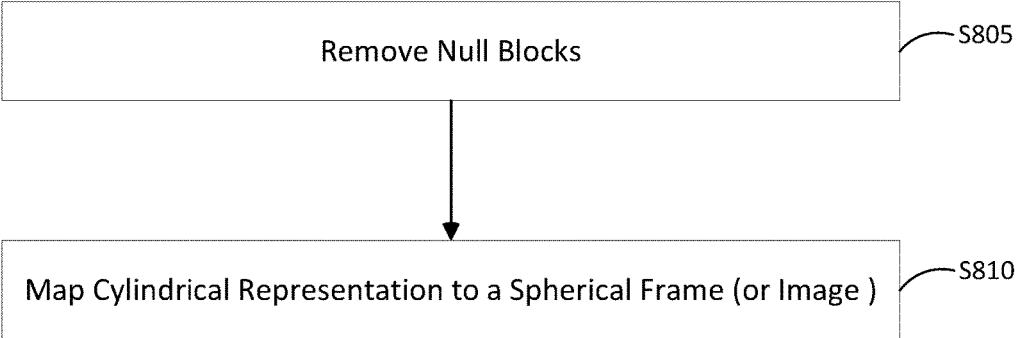 Remove Null Blocks
S805
Map Cylindrical Representation to a Spherical Frame (or Image )
S810